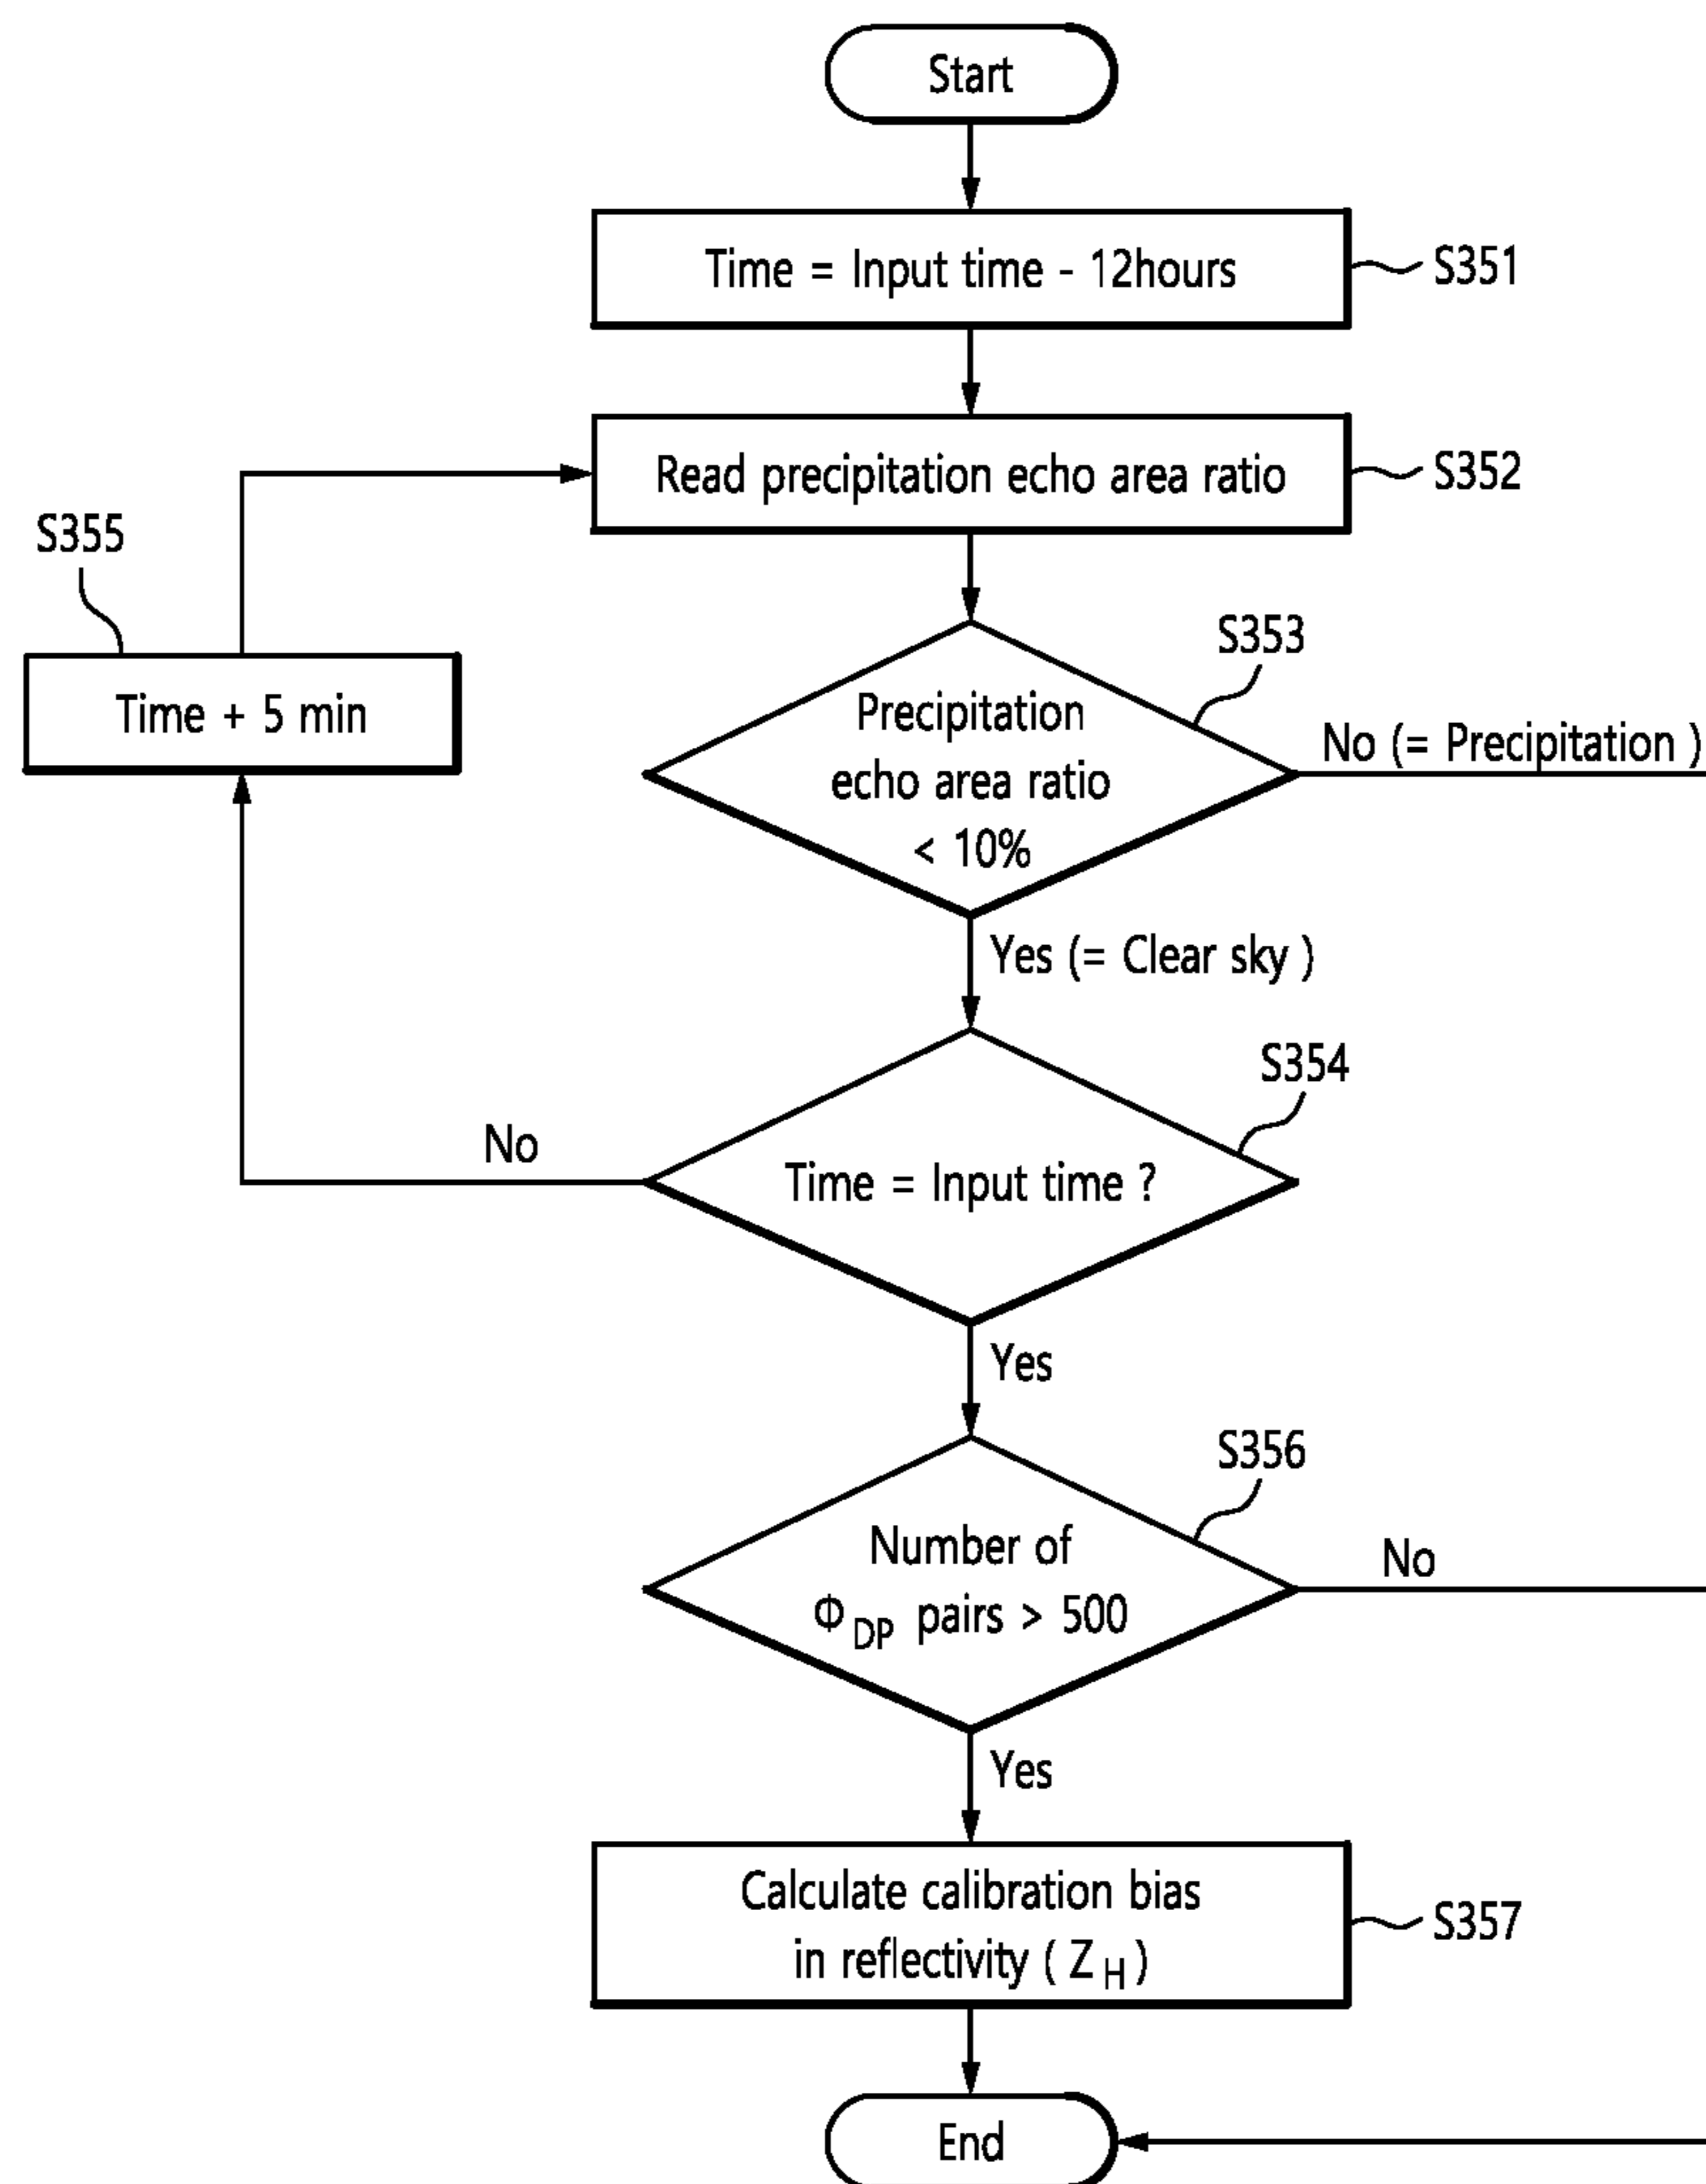 Start
Time = Input time - 12hours
S351
Read precipitation echo area ratio
S352
S355
Time + 5 min
S353
Precipitation
echo area ratio
< 10%
No (= Precipitation )
Yes (= Clear sky )
S354
Time = Input time ?
No
Yes
S356
Number of
Φ DP pairs > 500
No
Yes
Calculate calibration bias
in reflectivity ( Z H )
S357
End